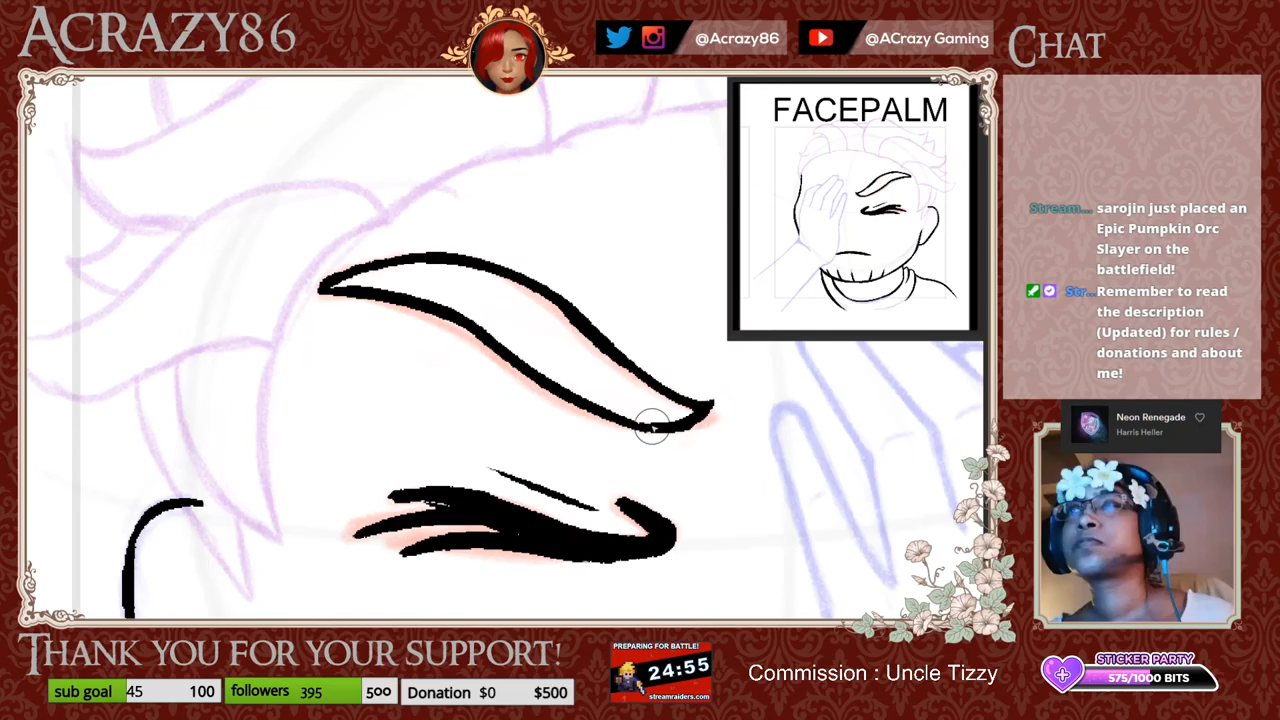 ACRAZY86
@Acrazy86
@ACrazy Gaming
CHAT
FACEPALM
Stream... sarojin just placed an
Epic Pumpkin Orc
Slayer on the
battlefield!
Str... Remember to read
the description
(Updated) for rules /
donations and about
me!
Neon Renegade
Harris Heller
THANK YOU FOR YOUR SUPPORT!
sub goal 45 100
followers 395 500
Donation $0 $500
PREPARING FOR BATTLE!
24:55
streamraiders.com
Commission : Uncle Tizzy
STICKER PARTY
575/1000 BITS